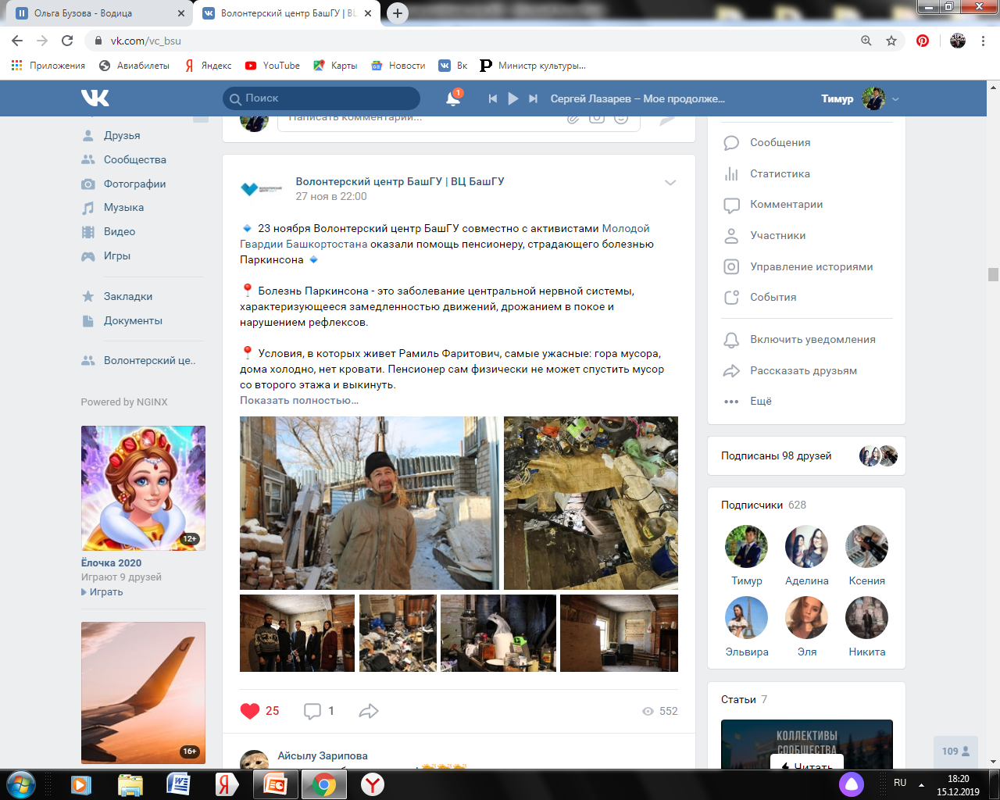 Ольга Бузова - Водица
Волонтерский центр БашГУ | ВЦ
vk.com/vc_bsu
Приложения
Авиабилеты
Яндекс
YouTube
Карты
Новости
Вк
Министр культуры...
Поиск
1
Сергей Лазарев – Мое продолже...
Тимур
Друзья
Сообщества
Фотографии
Музыка
Видео
Игры
Закладки
Документы
Волонтерский це..
Powered by NGINX
12+
Ёлочка 2020
Играют 9 друзей
Играть
16+
Написать комментарий...
Волонтерский центр БашГУ | ВЦ БашГУ
27 ноя в 22:00
23 ноября Волонтерский центр БашГУ совместно с активистами Молодой
Гвардии Башкортостана оказали помощь пенсионеру, страдающего болезнью
Паркинсона
Болезнь Паркинсона - это заболевание центральной нервной системы,
характеризующееся замедленностью движений, дрожанием в покое и
нарушением рефлексов.
Условия, в которых живет Рамиль Фаритович, самые ужасные: гора мусора,
дома холодно, нет кровати. Пенсионер сам физически не может спустить мусор
со второго этажа и выкинуть.
Показать полностью...
25
1
552
Айсылу Зарипова
Сообщения
Статистика
Комментарии
Участники
Управление историями
События
Включить уведомления
Рассказать друзьям
Ещё
Подписаны 98 друзей
Подписчики 628
Тимур
Аделина
Ксения
Эльвира
Эля
Никита
Статьи 7
КОЛЛЕКТИВЫ
СООБЩЕСТВА
Читать
109
RU
18:20
15.12.2019